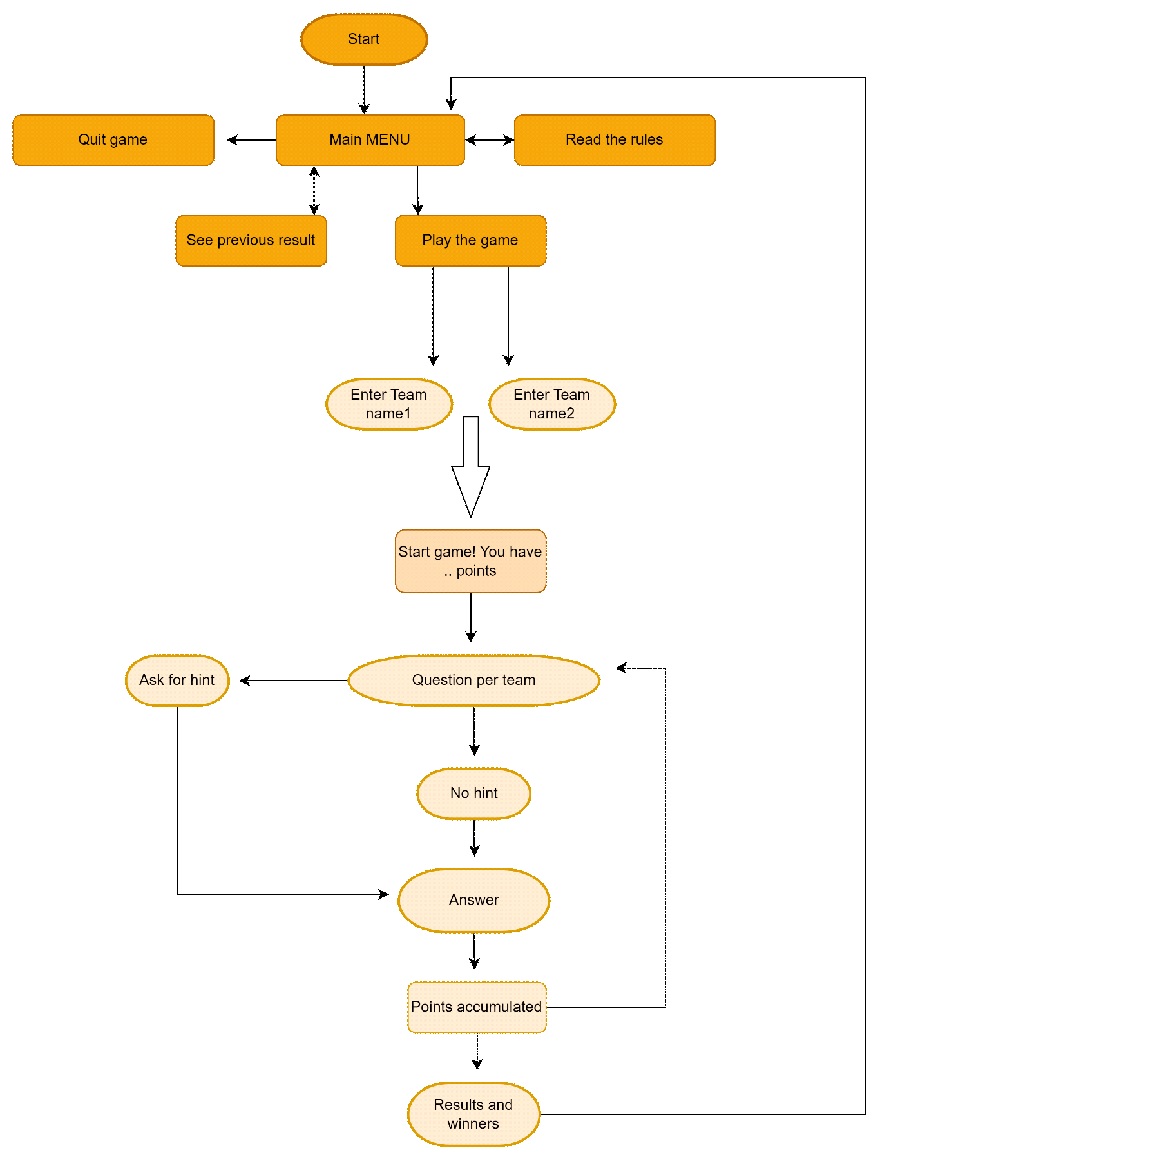 Start
Quit game
Main MENU
Read the rules
See previous result
Play the game
Enter Team
name1
Enter Team
name2
Start game! You have
.. points
Ask for hint
Question per team
No hint
Answer
Points accumulated
Results and
winners